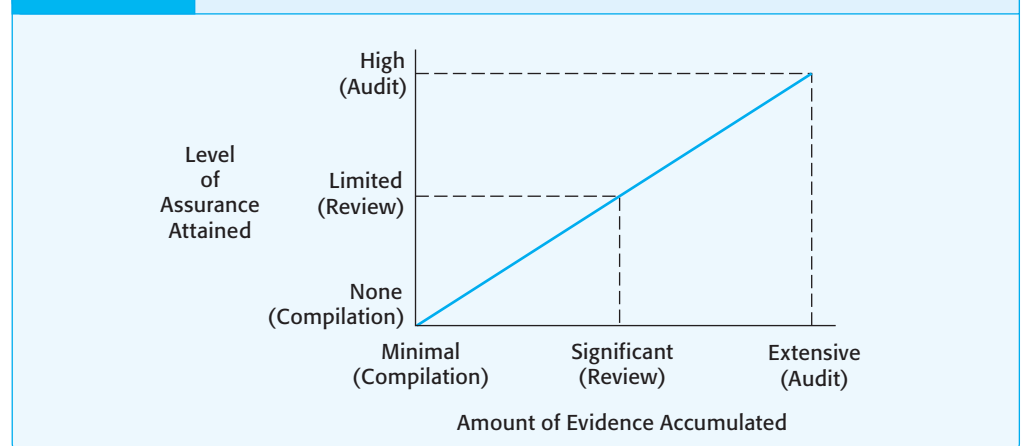 High
(Audit)
Level
of
Assurance
Attained
Limited
(Review)
None
(Compilation)
Minimal
(Compilation)
Significant
(Review)
Extensive
(Audit)
Amount of Evidence Accumulated